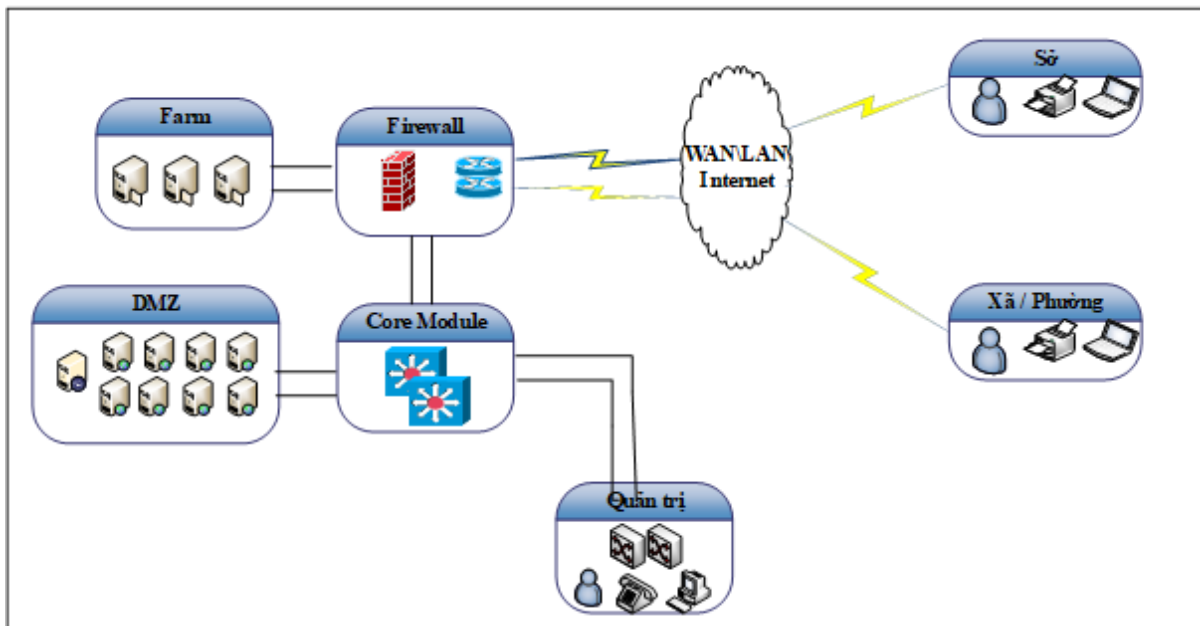 Sở
Farm
Firewall
WAN\LAN
Internet
DMZ
Core Module
Xã / Phường
Quản trị